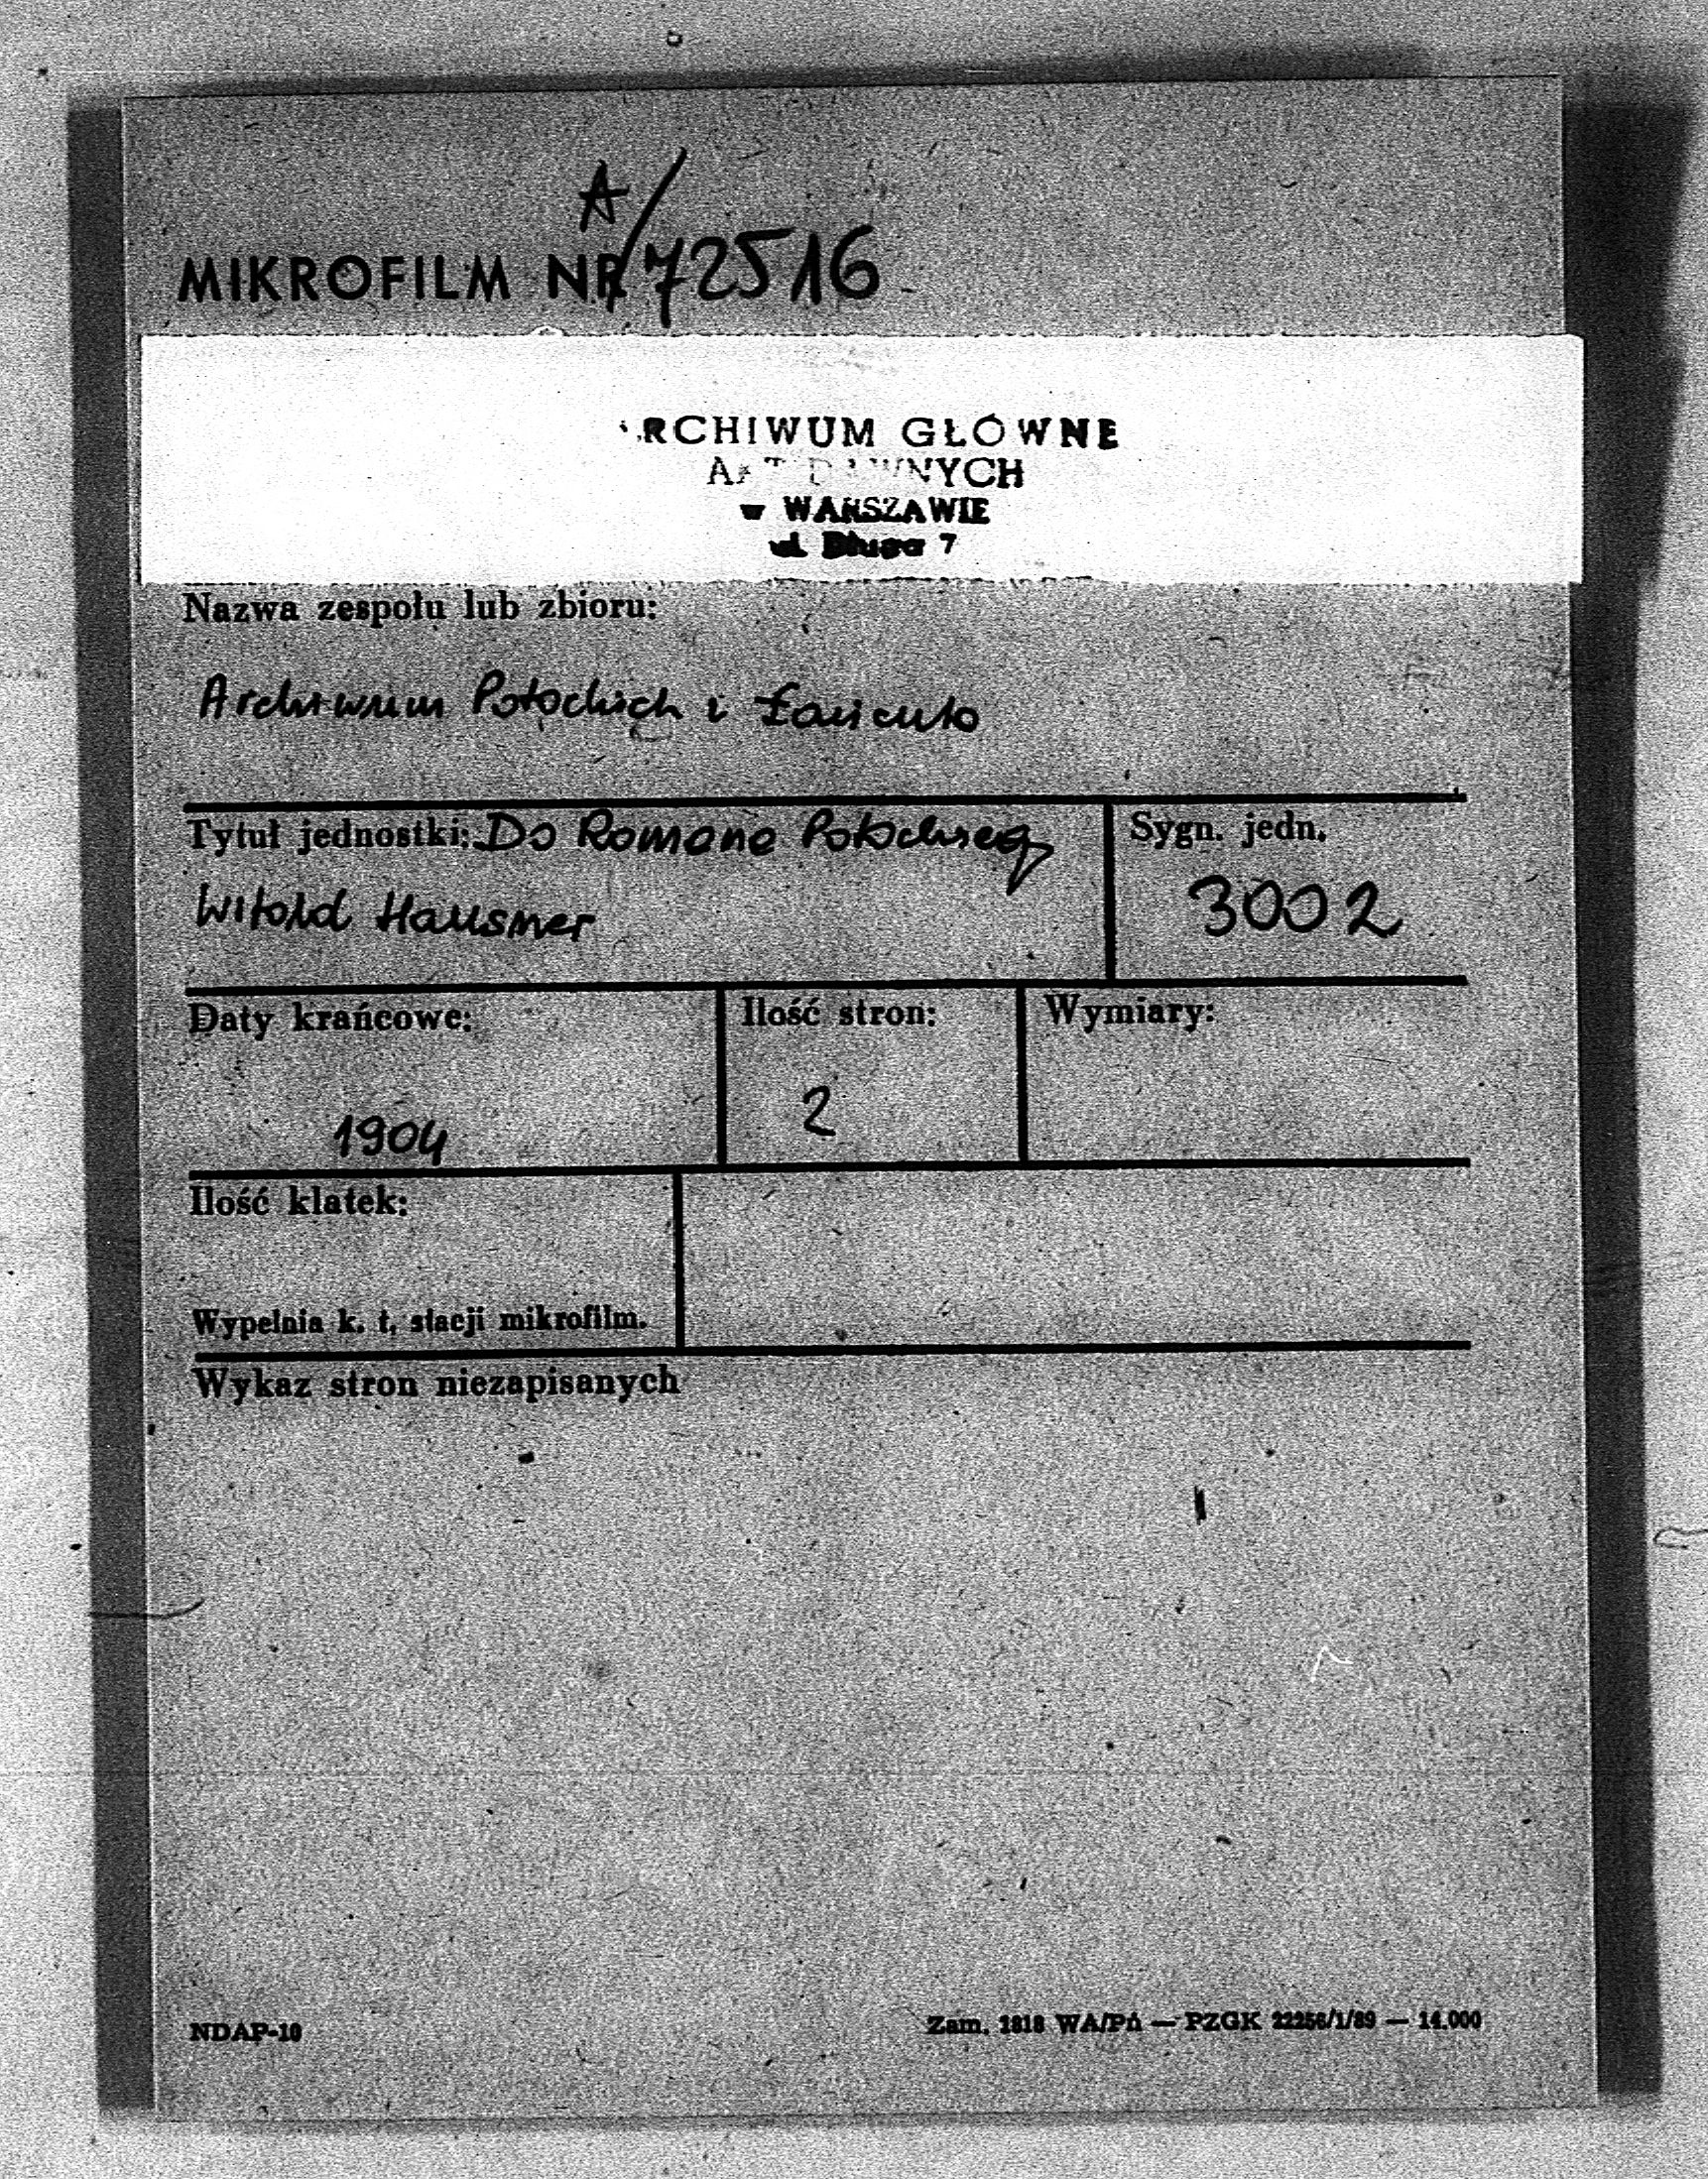 A/
MIKROFILM NR 72516
RCHIWUM GŁÓWNE
WNYCH
w WARSZAWIE
ul. Długa 7
Nazwa zespołu lub zbioru:
Archiwum Potockich z Łańcuta
Tytuł jednostki: Do Romana Potockiego
Sygn. jedn.
Witold Hausner
3002
Daty krańcowe:
Ilość stron:
Wymiary:
1904
2
Ilość klatek:
Wypełnia k. t. stacji mikrofilm.
Wykaz stron niezapisanych
NDAP-10
Zam. 1818 WA/Pń — PZGK 22256/1/89 — 14.000